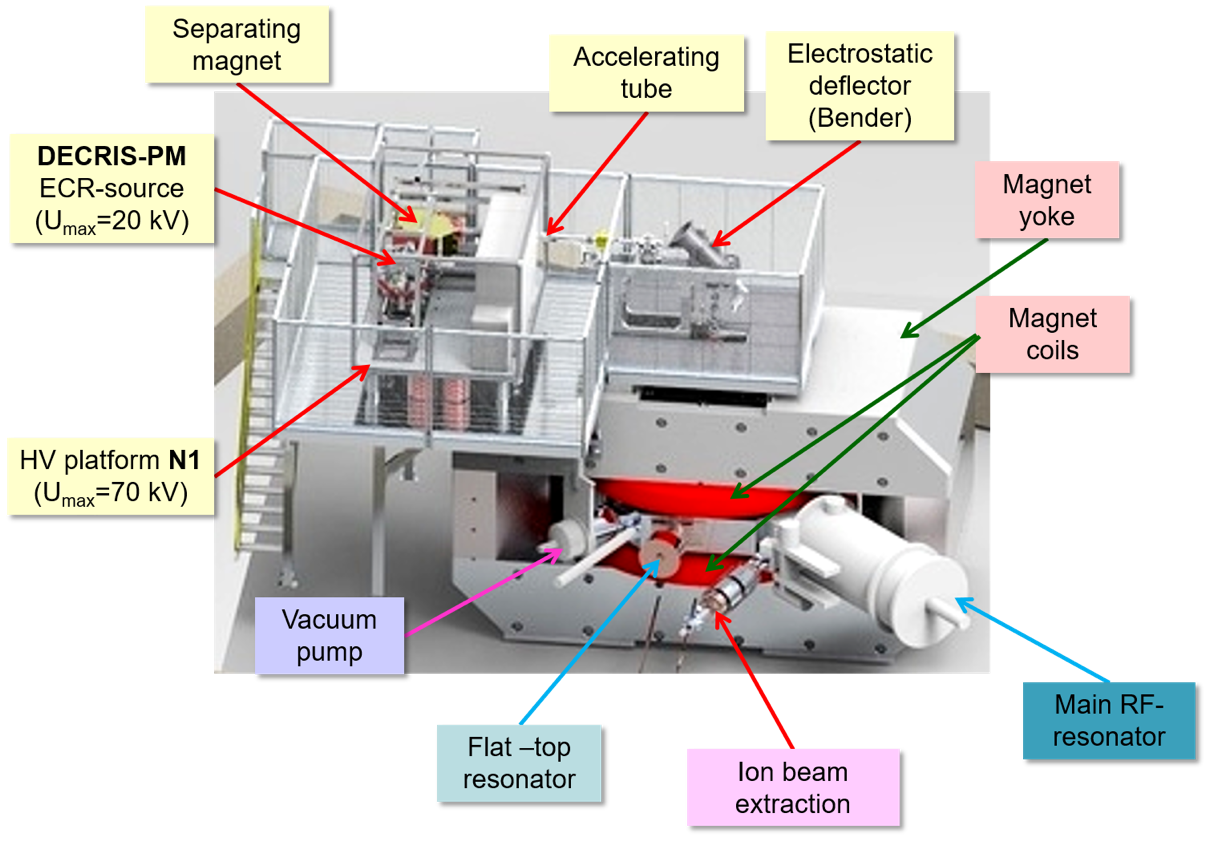 Separating
magnet
Accelerating
tube
Electrostatic
deflector
(Bender)
DECRIS-PM
ECR-source
(Umax=20 kV)
Magnet
yoke
Magnet
coils
HV platform N1
(Umax=70 kV)
Vacuum
pump
Flat –top
resonator
Ion beam
extraction
Main RF-
resonator